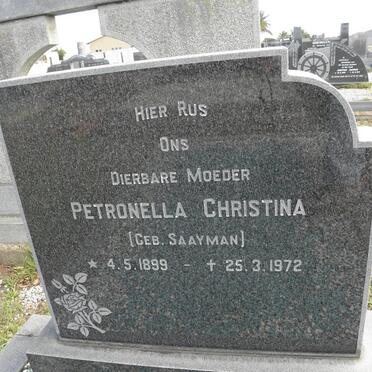 HIER RUS
ONS
DIERBARE MOEDER
PETRONELLA CHRISTINA
(GEB. SAAYMAN)
* 4.5.1899 - ✝ 25.3.1972